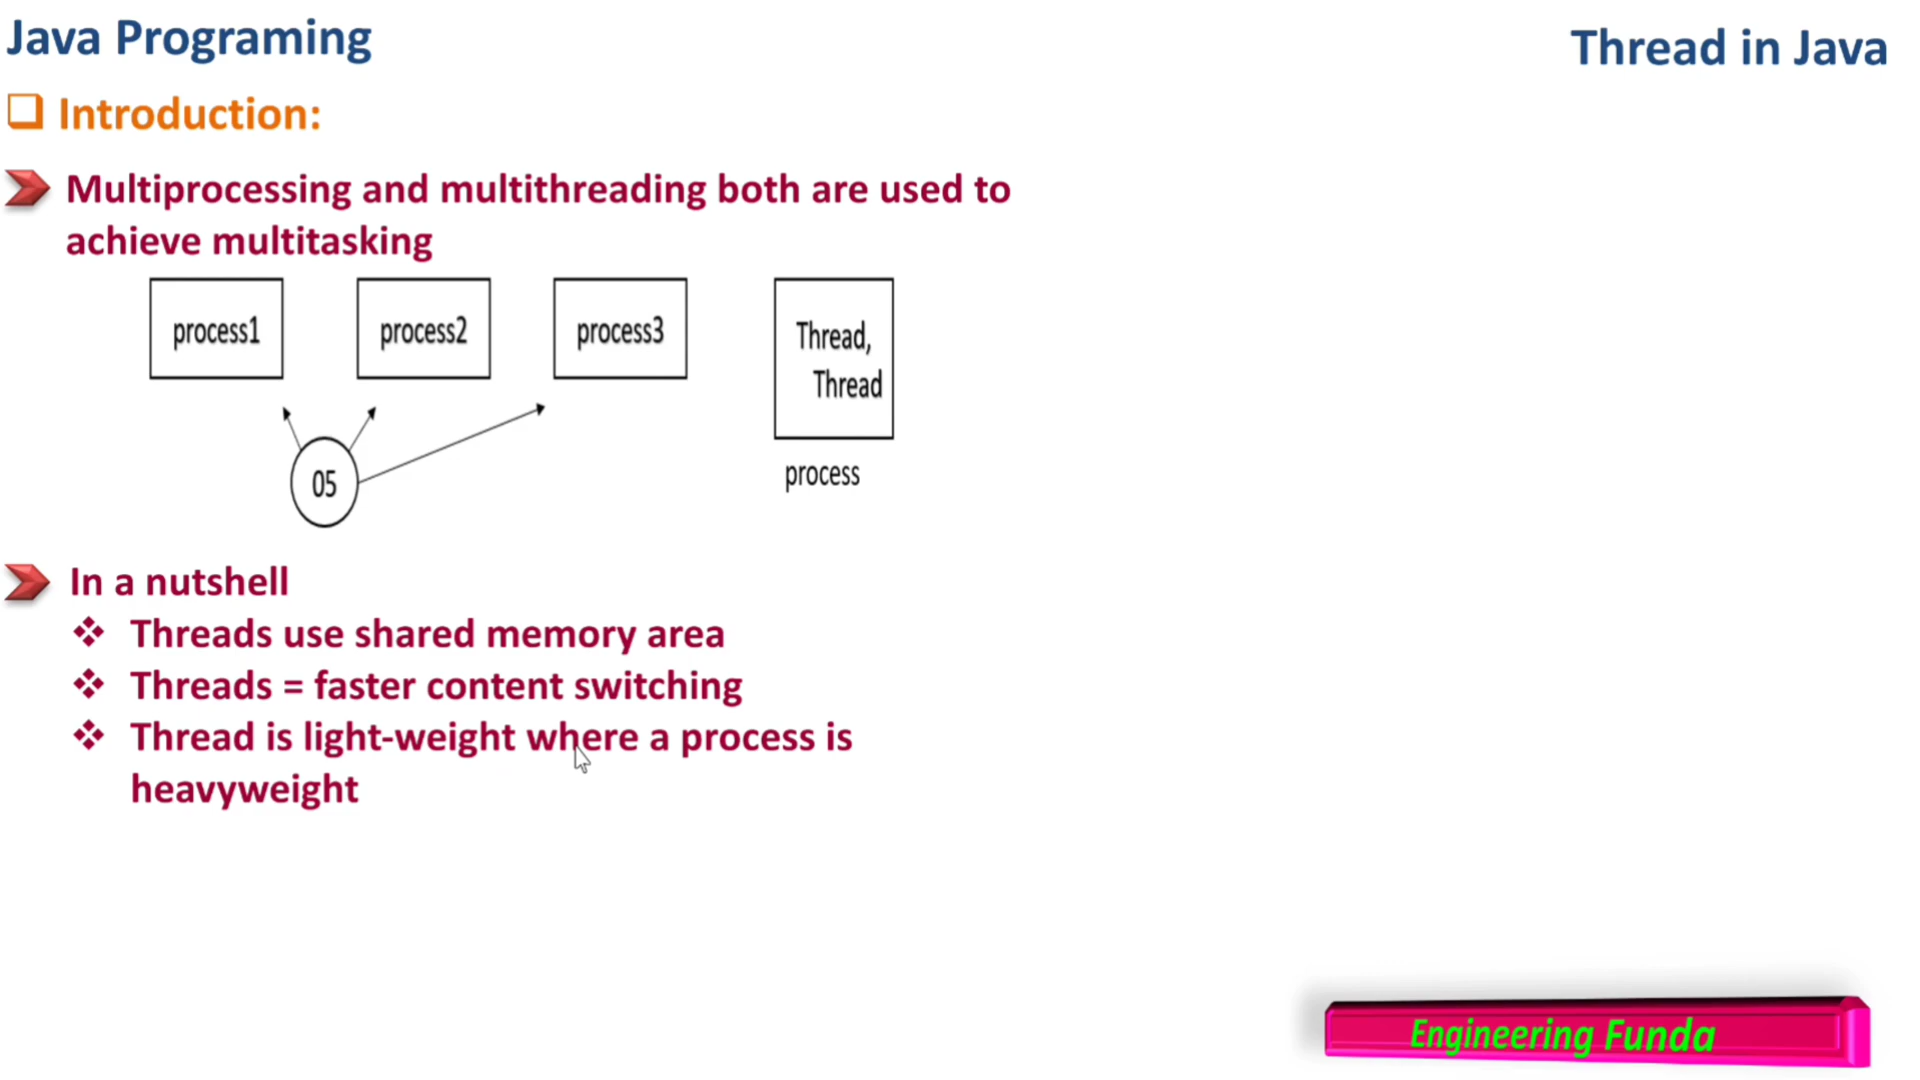 Java Programing
Thread in Java
Introduction:
Multiprocessing and multithreading both are used to
achieve multitasking
process1
process2
process3
Thread,
Thread
05
process
In a nutshell
Threads use shared memory area
Threads = faster content switching
Thread is light-weight where a process is
heavyweight
Engineering Funda